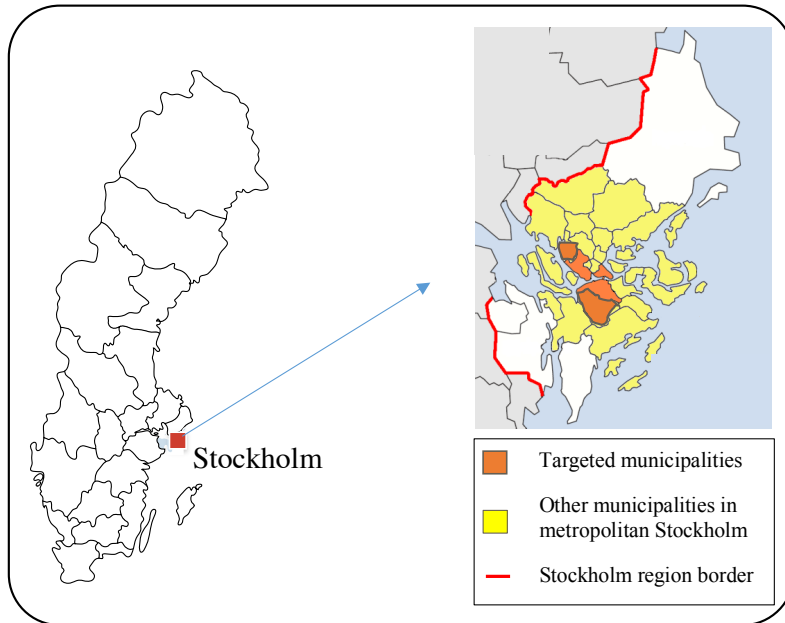 Stockholm
Targeted municipalities
Other municipalities in
metropolitan Stockholm
Stockholm region border